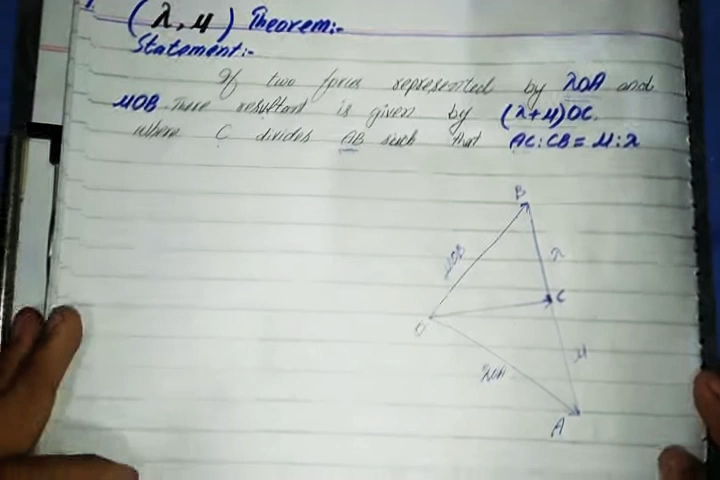 (λ, μ) Theorem:-
Statement:-
If two forces represented by λOA and
μOB. There resultant is given by (λ+μ)OC.
where C divides AB such that AC:CB = μ:λ
B
μOB
λ
C
O
μ
λOA
A